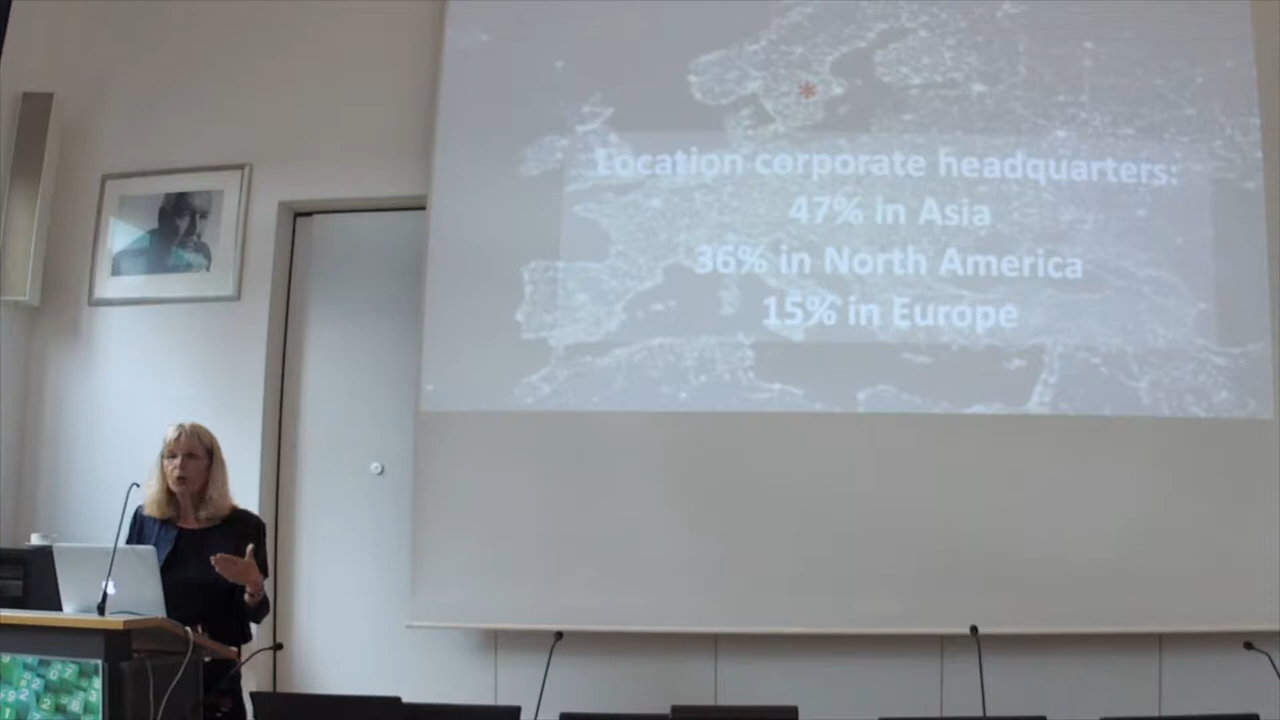 Location corporate headquarters:
47% in Asia
36% in North America
15% in Europe